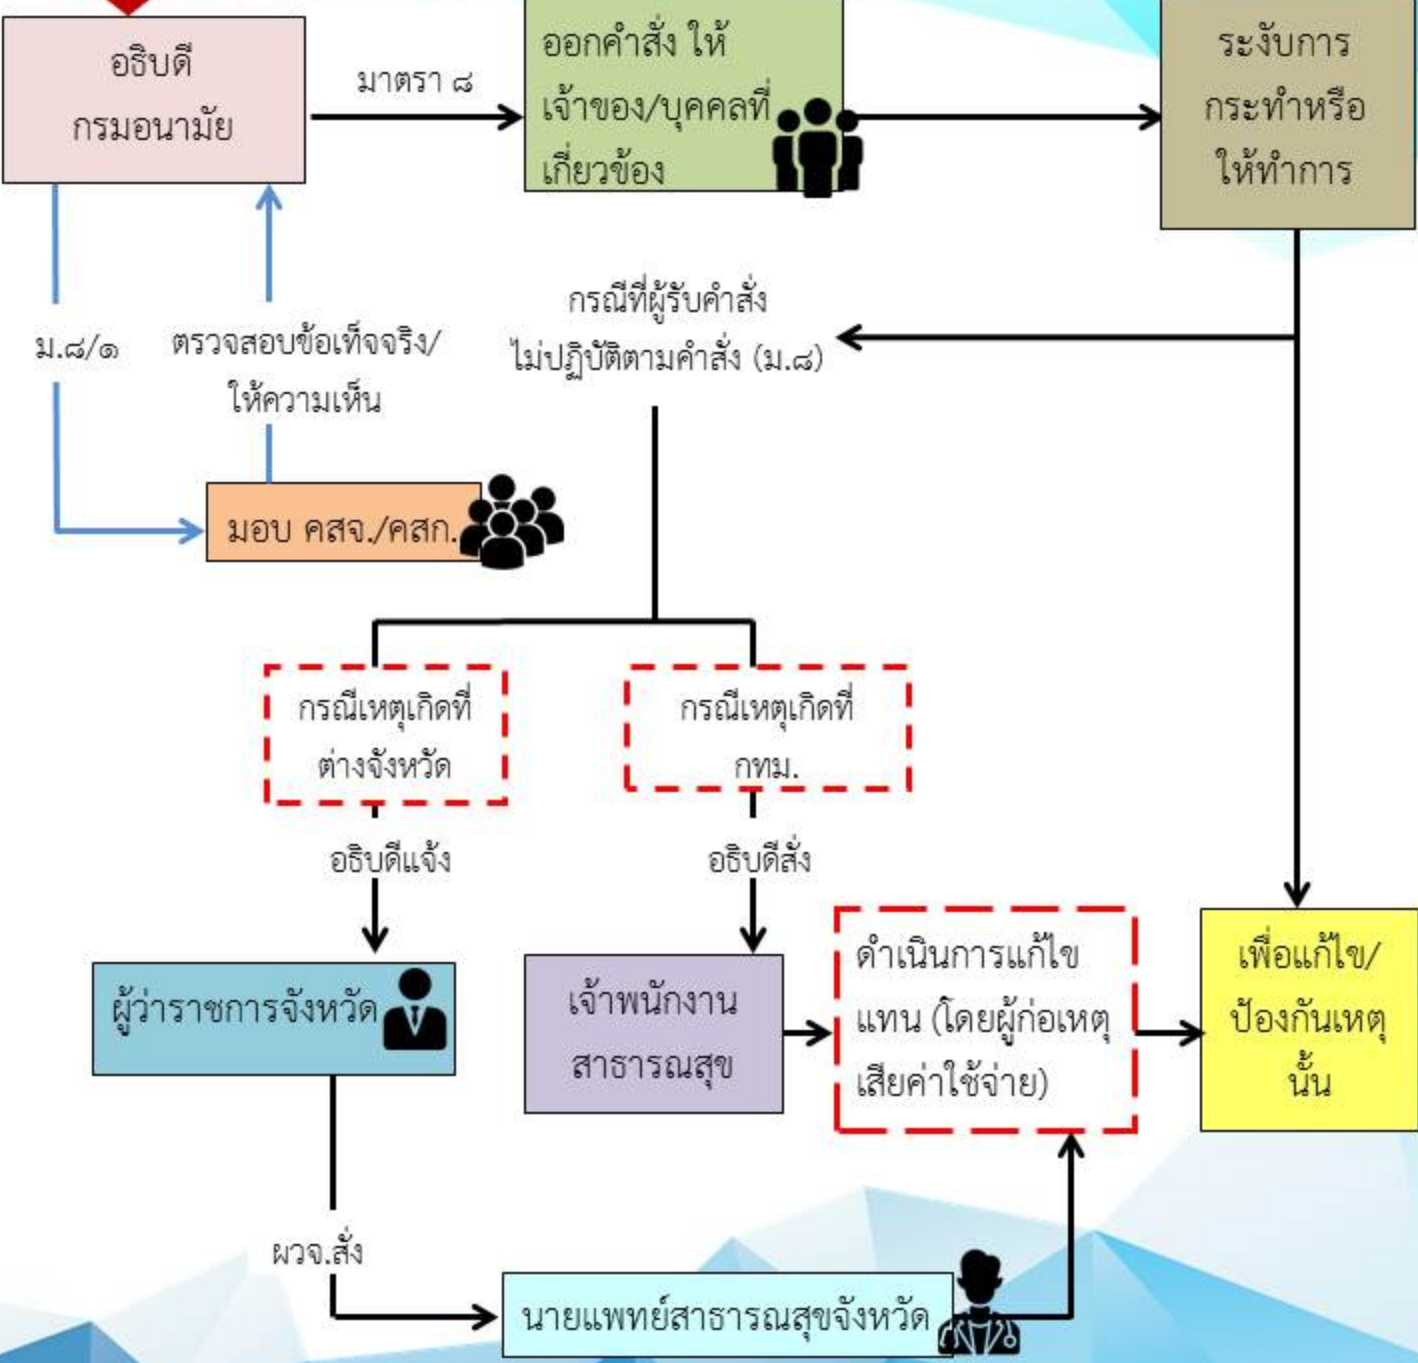 อธิบดี
กรมอนามัย
มาตรา ๘
ออกคำสั่ง ให้
เจ้าของ/บุคคลที่
เกี่ยวข้อง
ระงับการ
กระทำหรือ
ให้ทำการ
ม.๘/๑
ตรวจสอบข้อเท็จจริง/
ให้ความเห็น
กรณีที่ผู้รับคำสั่ง
ไม่ปฏิบัติตามคำสั่ง (ม.๘)
มอบ คสจ./คสก.
กรณีเหตุเกิดที่
ต่างจังหวัด
กรณีเหตุเกิดที่
กทม.
อธิบดีแจ้ง
อธิบดีสั่ง
ผู้ว่าราชการจังหวัด
เจ้าพนักงาน
สาธารณสุข
ดำเนินการแก้ไข
แทน (โดยผู้ก่อเหตุ
เสียค่าใช้จ่าย)
เพื่อแก้ไข/
ป้องกันเหตุ
นั้น
ผวจ.สั่ง
นายแพทย์สาธารณสุขจังหวัด